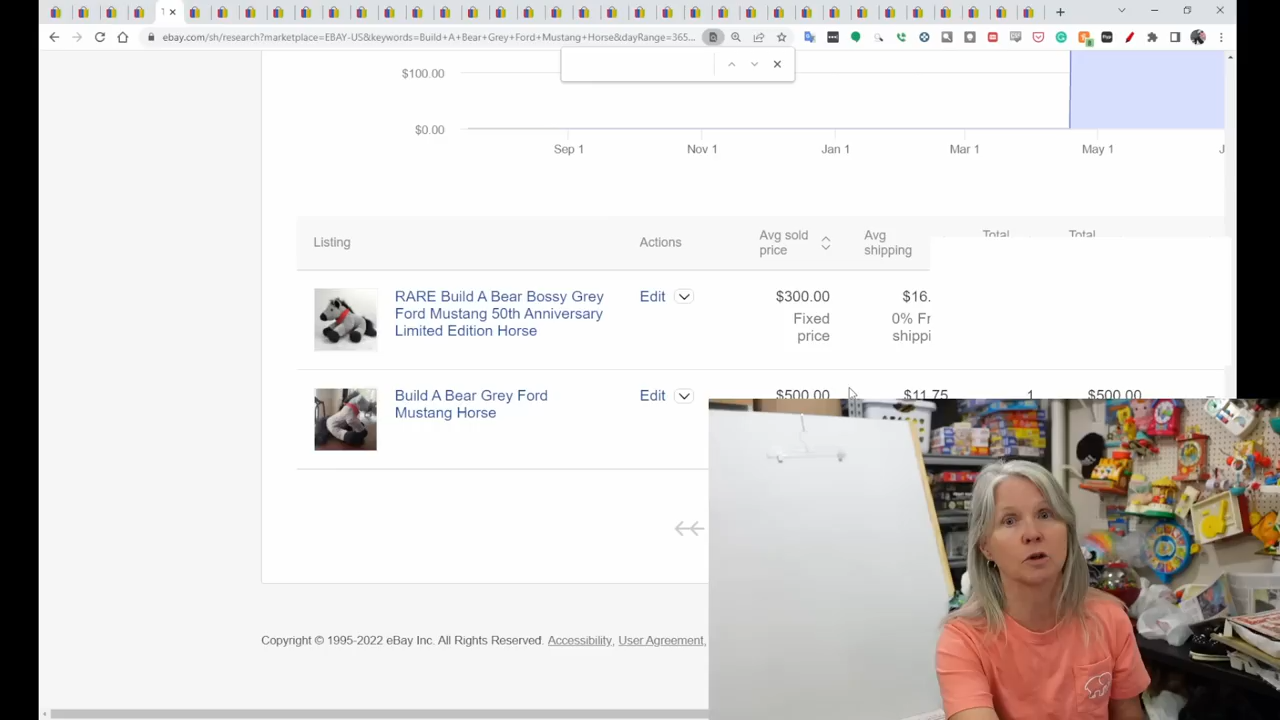 ebay.com/sh/research?marketplace=EBAY-US&keywords=Build+A+Bear+Grey+Ford+Mustang+Horse&dayRange=365...
$100.00
$0.00
Sep 1 Nov 1 Jan 1 Mar 1 May 1 J
Listing Actions Avg sold price Avg shipping Total Total
RARE Build A Bear Bossy Grey Edit $300.00 $16.
Ford Mustang 50th Anniversary Fixed 0% Fr
Limited Edition Horse price shippi
Build A Bear Grey Ford Edit $500.00 $11.75 1 $500.00
Mustang Horse
Copyright © 1995-2022 eBay Inc. All Rights Reserved. Accessibility, User Agreement,